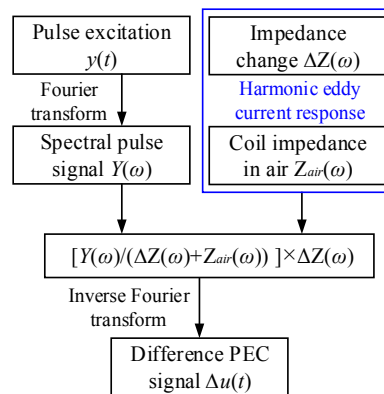 Pulse excitation
y(t)
Fourier
transform
Spectral pulse
signal Y(ω)
Impedance
change ΔZ(ω)
Harmonic eddy
current response
Coil impedance
in air Zair(ω)
[Y(ω)/(ΔZ(ω)+Zair(ω)) ]×ΔZ(ω)
Inverse Fourier
transform
Difference PEC
signal Δu(t)